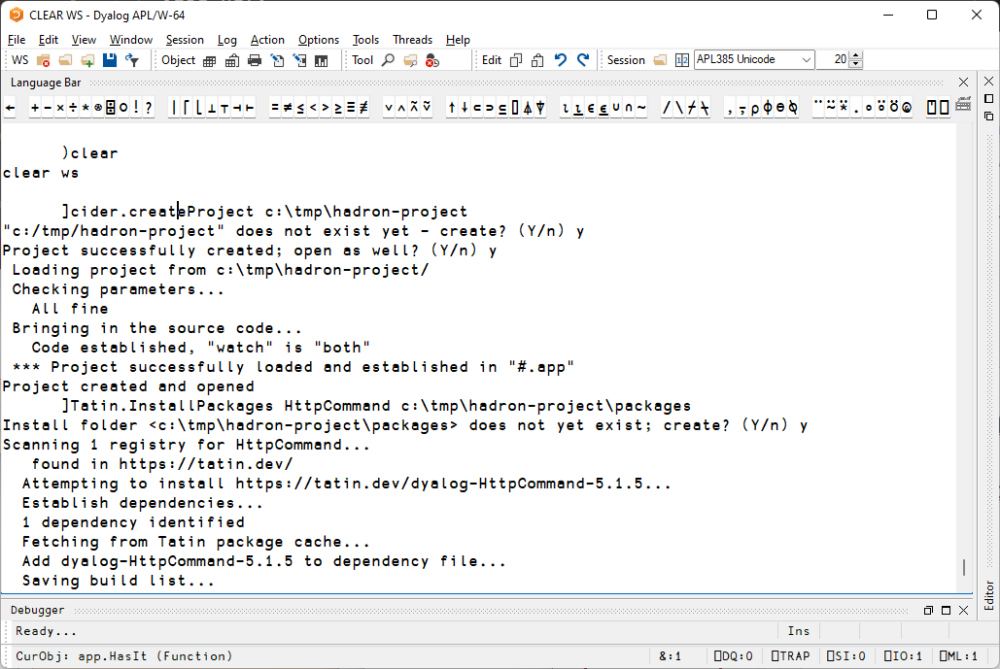 CLEAR WS - Dyalog APL/W-64
File Edit View Window Session Log Action Options Tools Threads Help
WS Object Tool Edit Session APL385 Unicode 20
Language Bar
← + - × ÷ * ⍟ ⌹ ○ ! ? | ⌈ ⌊ ⊥ ⊤ ⊣ ⊢ = ≠ ≤ < > ≥ ≡ ≢ ∨ ∧ ⍲ ⍱ ↑ ↓ ⊂ ⊃ ⊆ ⌷ ⍋ ⍒ ⍳ ⍸ ∊ ⍷ ∪ ∩ ~ / \ ⌿ ⍀ , ⍪ ⍴ ⌽ ⊖ ⍉ ¨ ⍨ ⍣ . ∘ ⍤ ⍥ @
)clear
clear ws
]cider.createProject c:\tmp\hadron-project
"c:/tmp/hadron-project" does not exist yet - create? (Y/n) y
Project successfully created; open as well? (Y/n) y
Loading project from c:\tmp\hadron-project/
Checking parameters...
All fine
Bringing in the source code...
Code established, "watch" is "both"
*** Project successfully loaded and established in "#.app"
Project created and opened
]Tatin.InstallPackages HttpCommand c:\tmp\hadron-project\packages
Install folder <c:\tmp\hadron-project\packages> does not yet exist; create? (Y/n) y
Scanning 1 registry for HttpCommand...
found in https://tatin.dev/
Attempting to install https://tatin.dev/dyalog-HttpCommand-5.1.5...
Establish dependencies...
1 dependency identified
Fetching from Tatin package cache...
Add dyalog-HttpCommand-5.1.5 to dependency file...
Saving build list...
Editor
Debugger
Ready... Ins
CurObj: app.HasIt (Function) &:1 ⎕DQ:0 ⎕TRAP ⎕SI:0 ⎕IO:1 ⎕ML:1